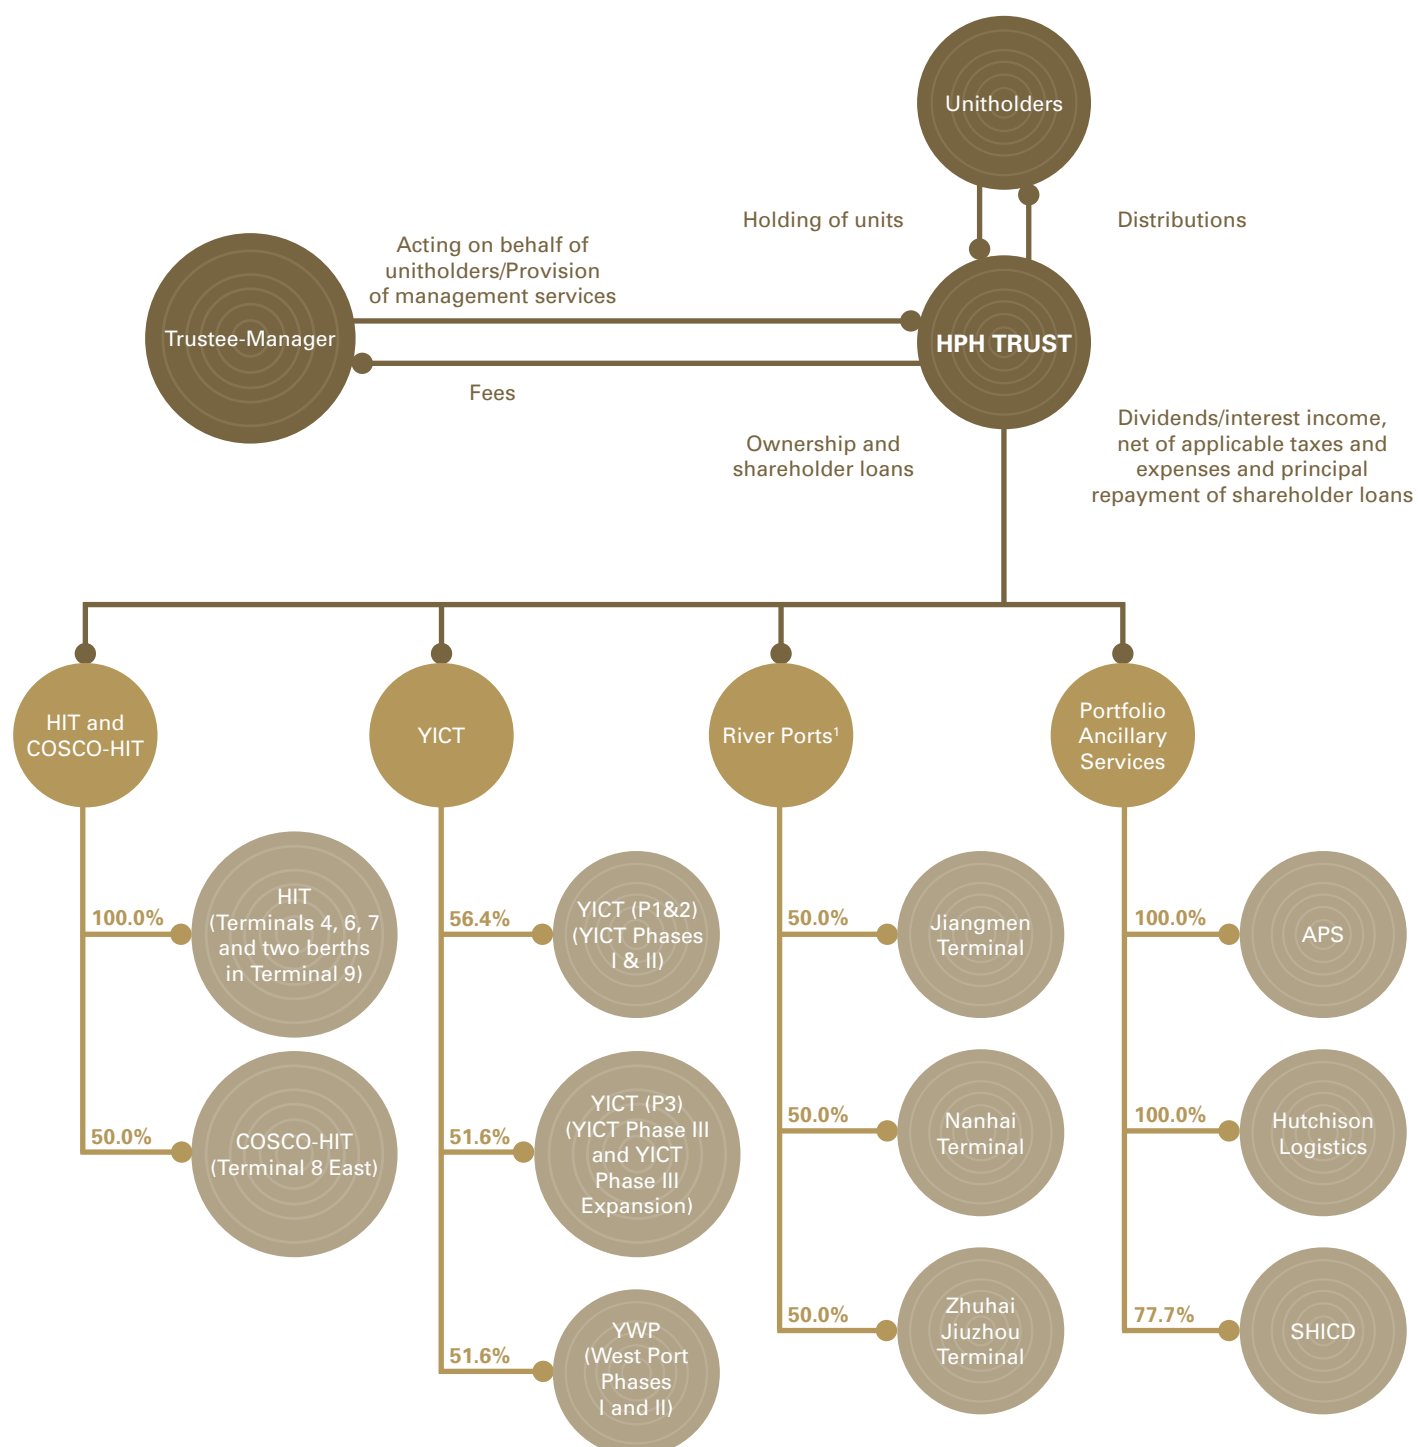 Unitholders
Holding of units
Distributions
Acting on behalf of
unitholders/Provision
of management services
Trustee-Manager
HPH TRUST
Fees
Ownership and
shareholder loans
Dividends/interest income,
net of applicable taxes and
expenses and principal
repayment of shareholder loans
HIT and
COSCO-HIT
YICT
River Ports¹
Portfolio
Ancillary
Services
100.0%
HIT
(Terminals 4, 6, 7
and two berths
in Terminal 9)
50.0%
COSCO-HIT
(Terminal 8 East)
56.4%
YICT (P1&2)
(YICT Phases
I & II)
51.6%
YICT (P3)
(YICT Phase III
and YICT
Phase III
Expansion)
51.6%
YWP
(West Port
Phases
I and II)
50.0%
Jiangmen
Terminal
50.0%
Nanhai
Terminal
50.0%
Zhuhai
Jiuzhou
Terminal
100.0%
APS
100.0%
Hutchison
Logistics
77.7%
SHICD